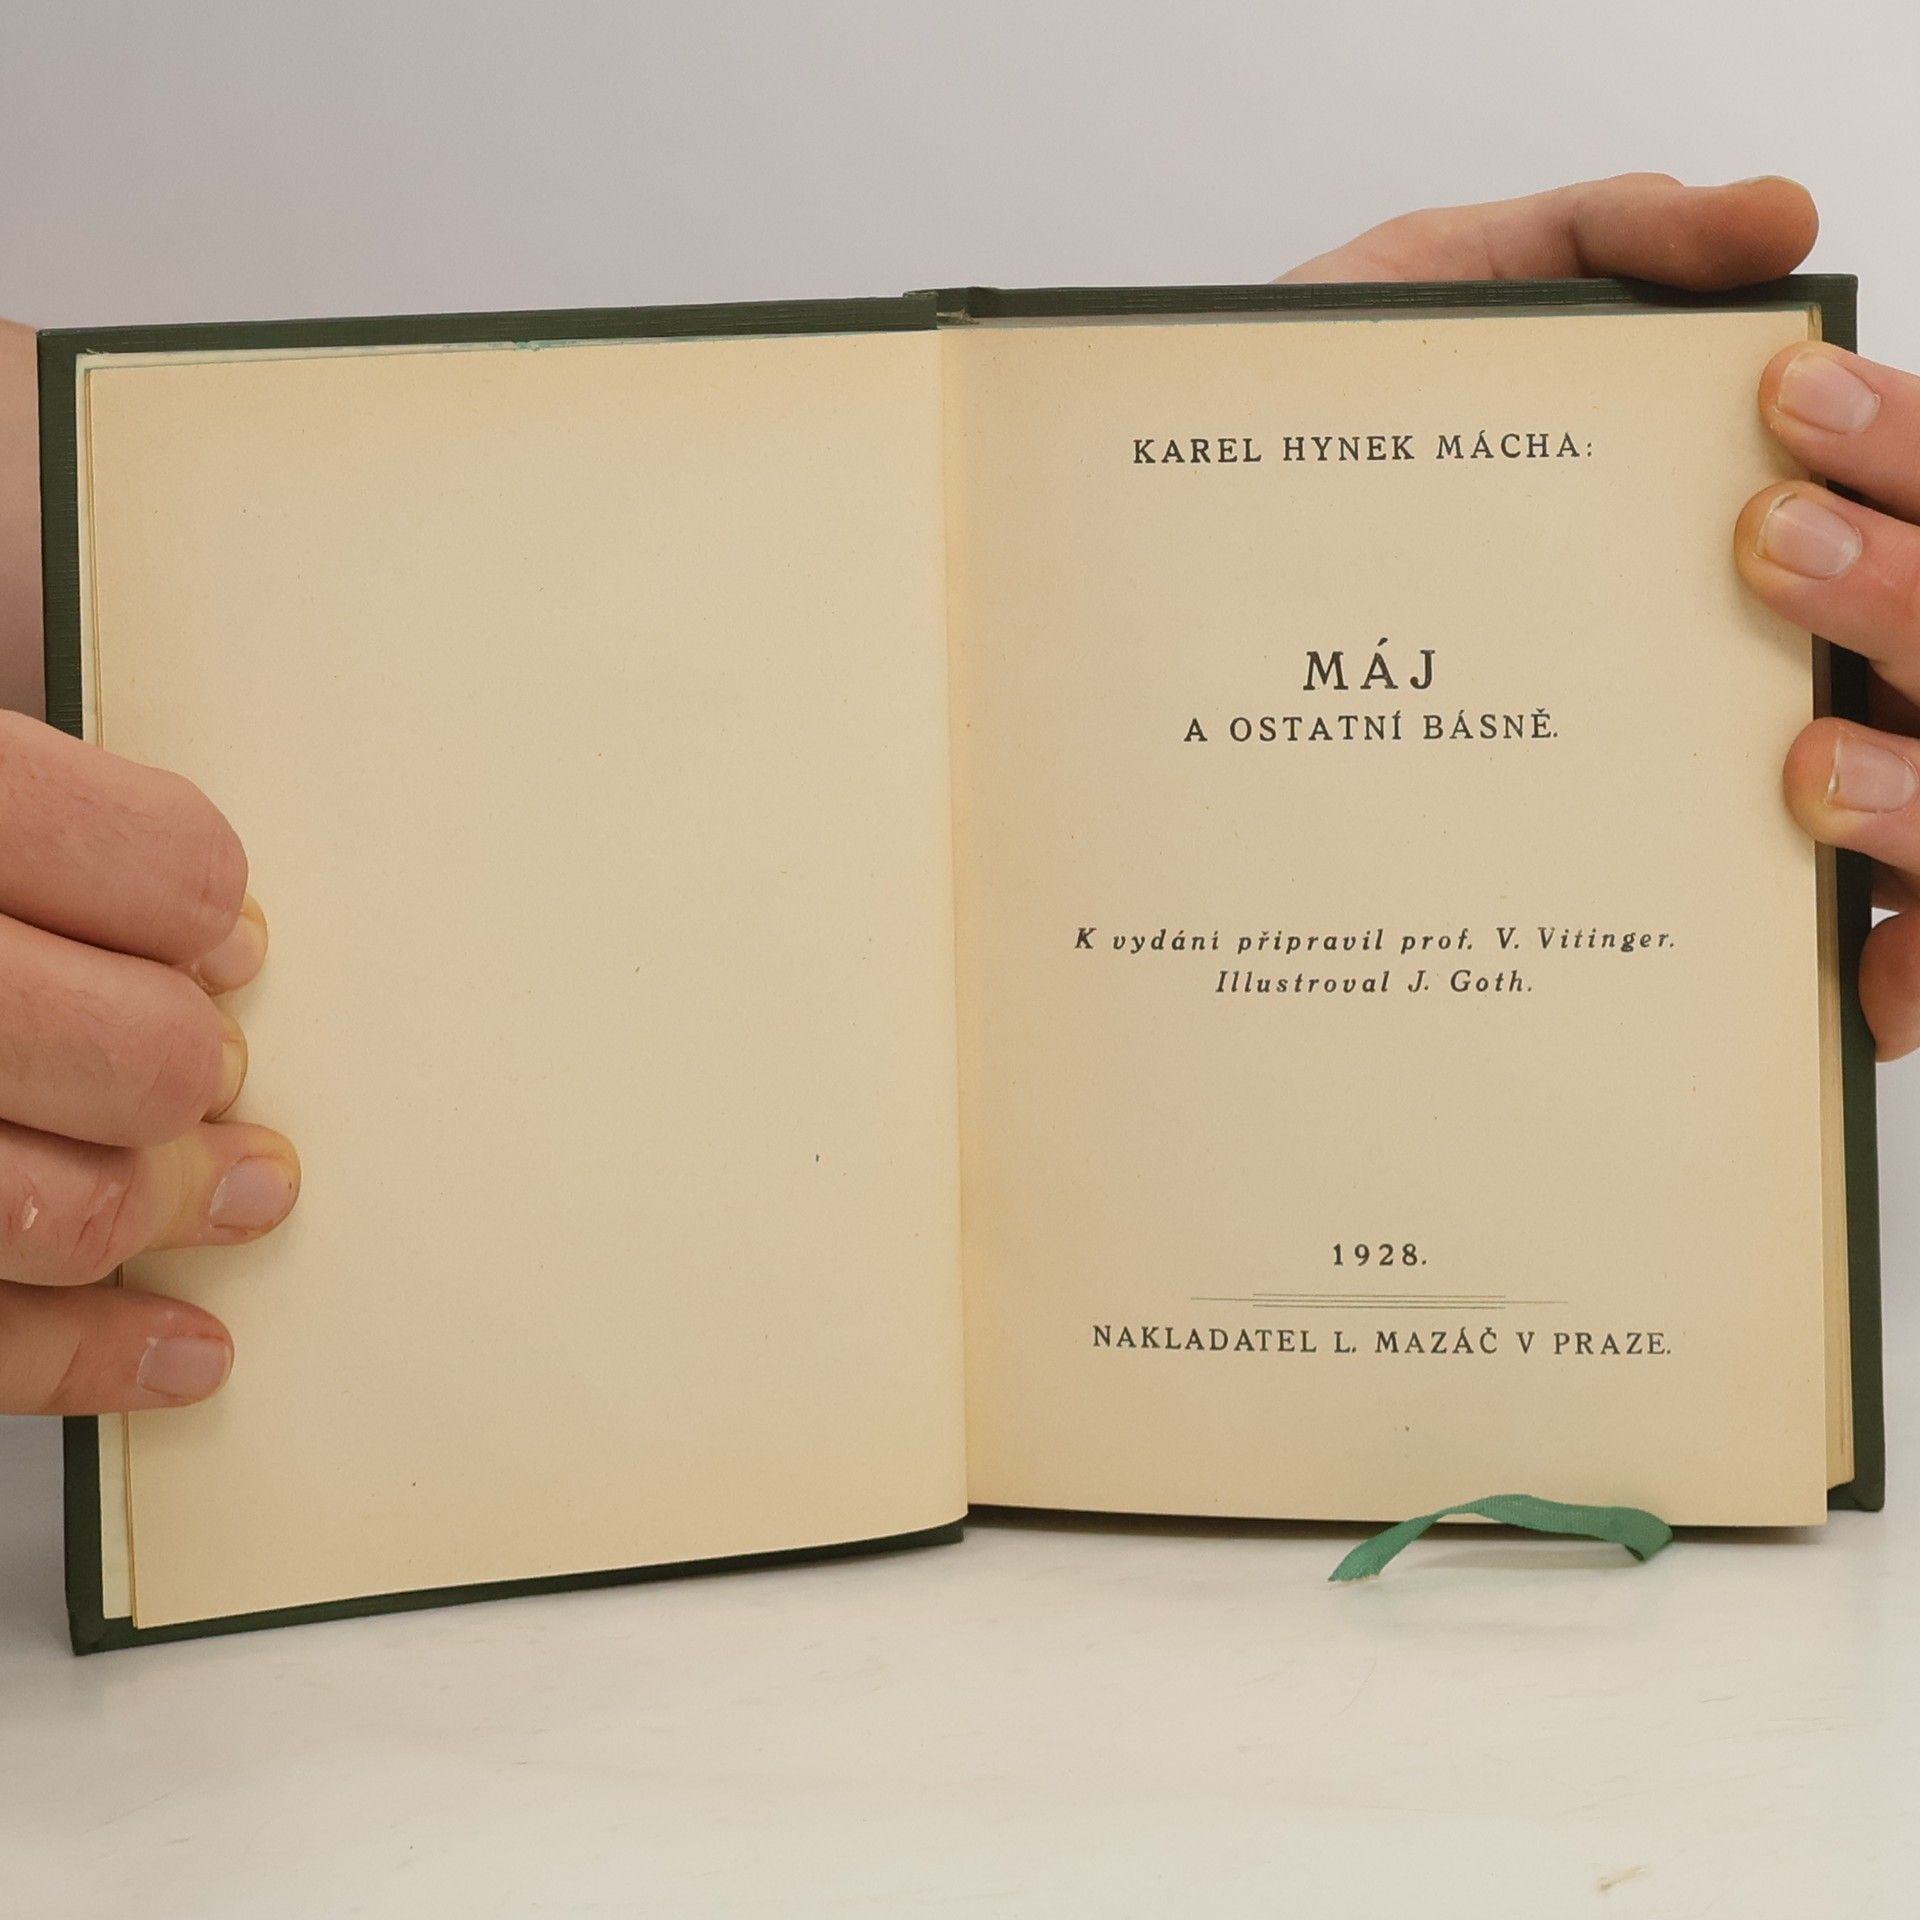 KAREL HYNEK MÁCHA:
MÁJ
A OSTATNÍ BÁSNĚ.
K vydání připravil prof. V. Vitinger.
Illustroval J. Goth.
1928.
NAKLADATEL L. MAZÁČ V PRAZE.